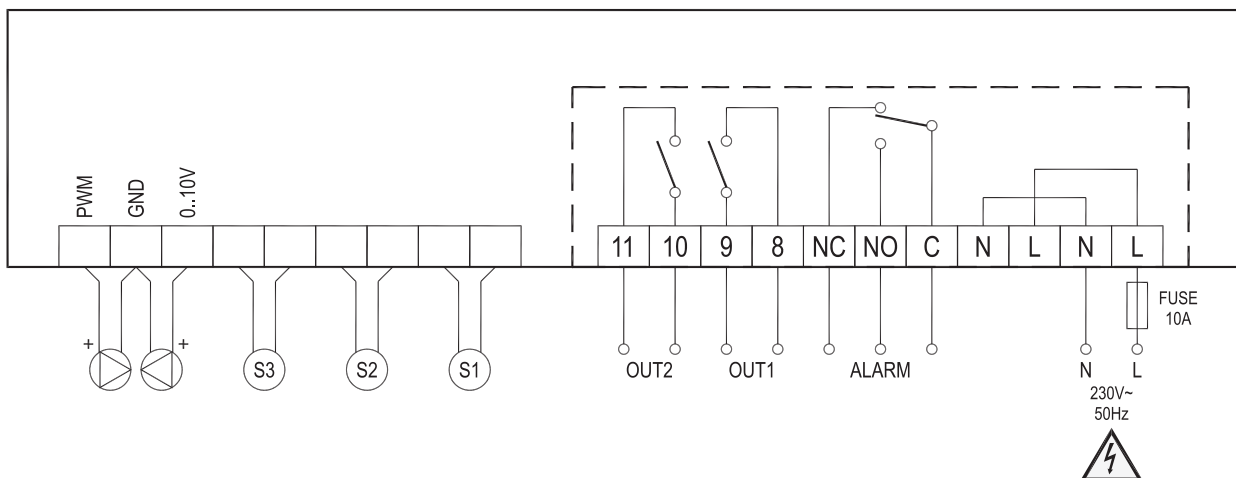 PWM
GND
0..10V
11 10 9 8 NC NO C N L N L
FUSE
10A
+ +
S3 S2 S1
OUT2 OUT1 ALARM N L
230V~
50Hz